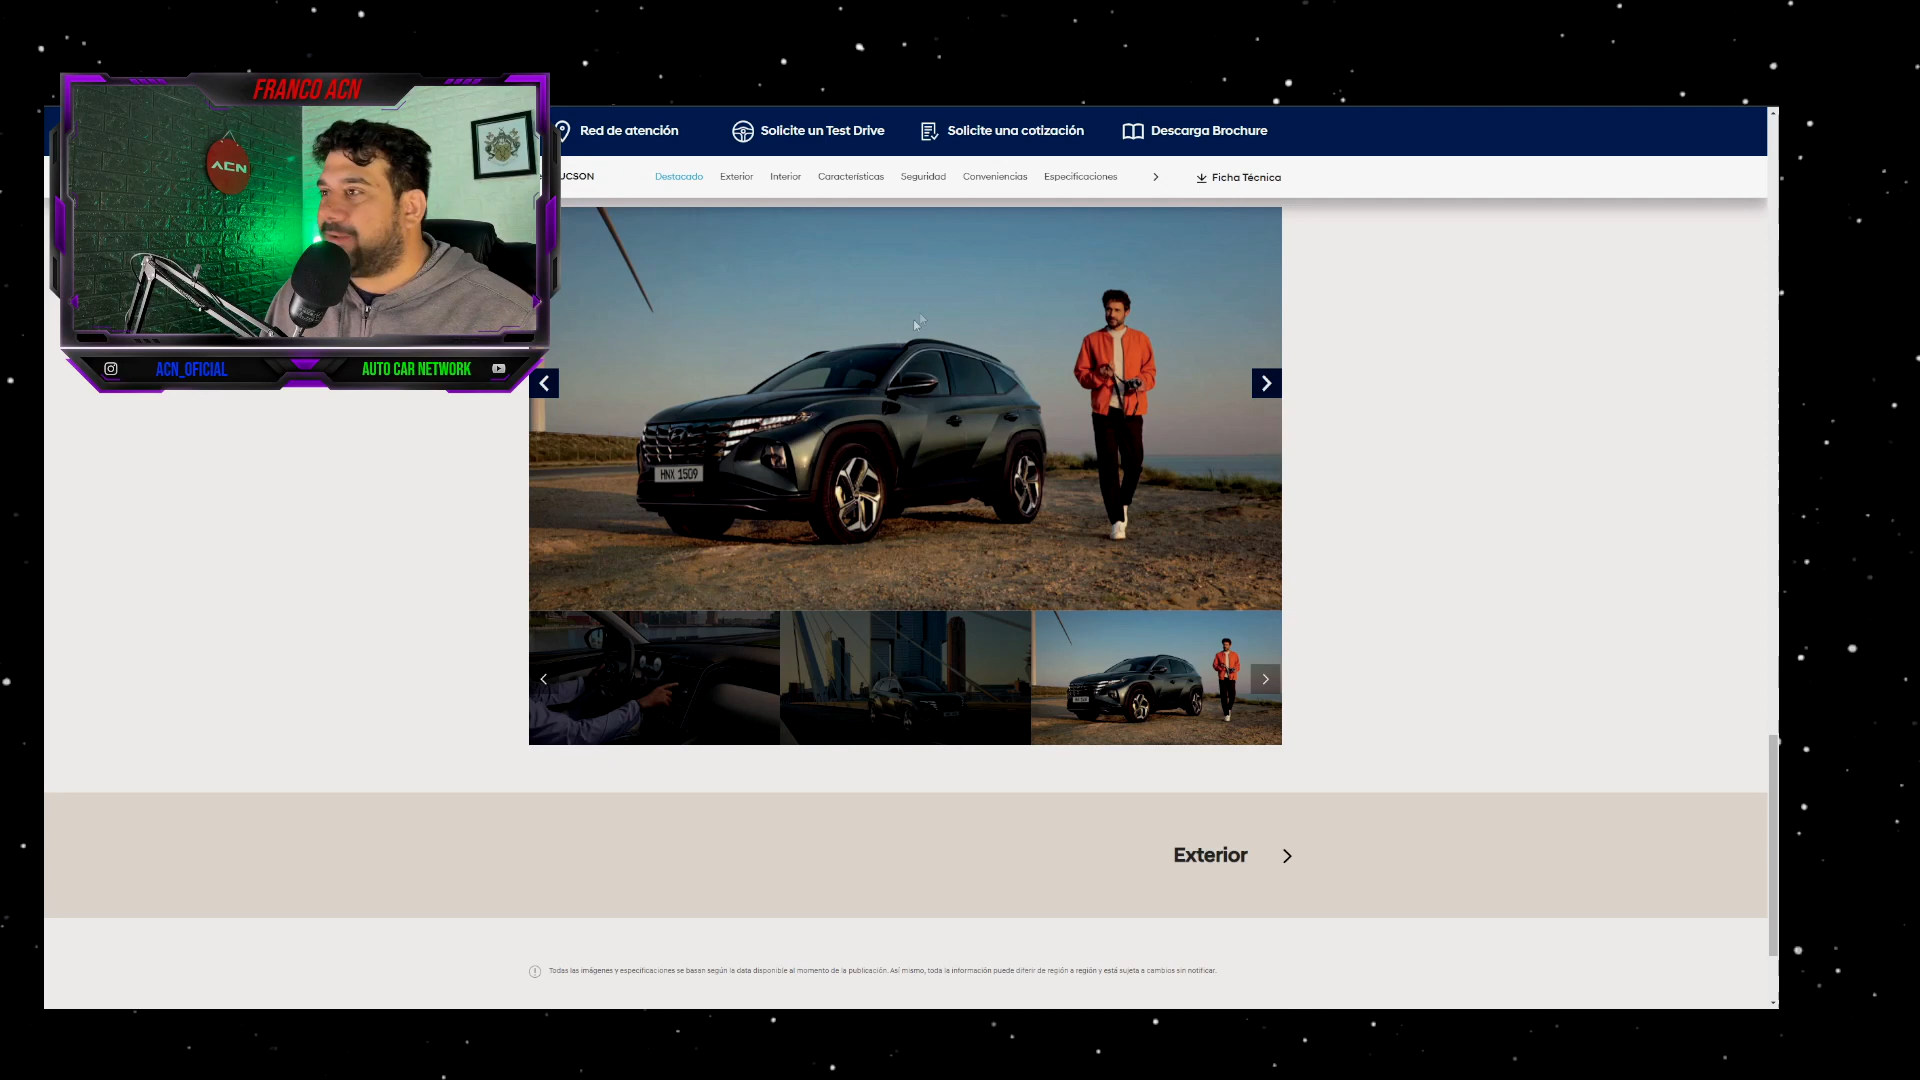 FRANCO ACN
ACN
ACN_OFICIAL
AUTO CAR NETWORK
Red de atención
Solicite un Test Drive
Solicite una cotización
Descarga Brochure
UCSON
Destacado
Exterior
Interior
Características
Seguridad
Conveniencias
Especificaciones
Ficha Técnica
HNX 1509
Exterior
Todas las imágenes y especificaciones se basan según la data disponible al momento de la publicación. Así mismo, toda la información puede diferir de región a región y está sujeta a cambios sin notificar.